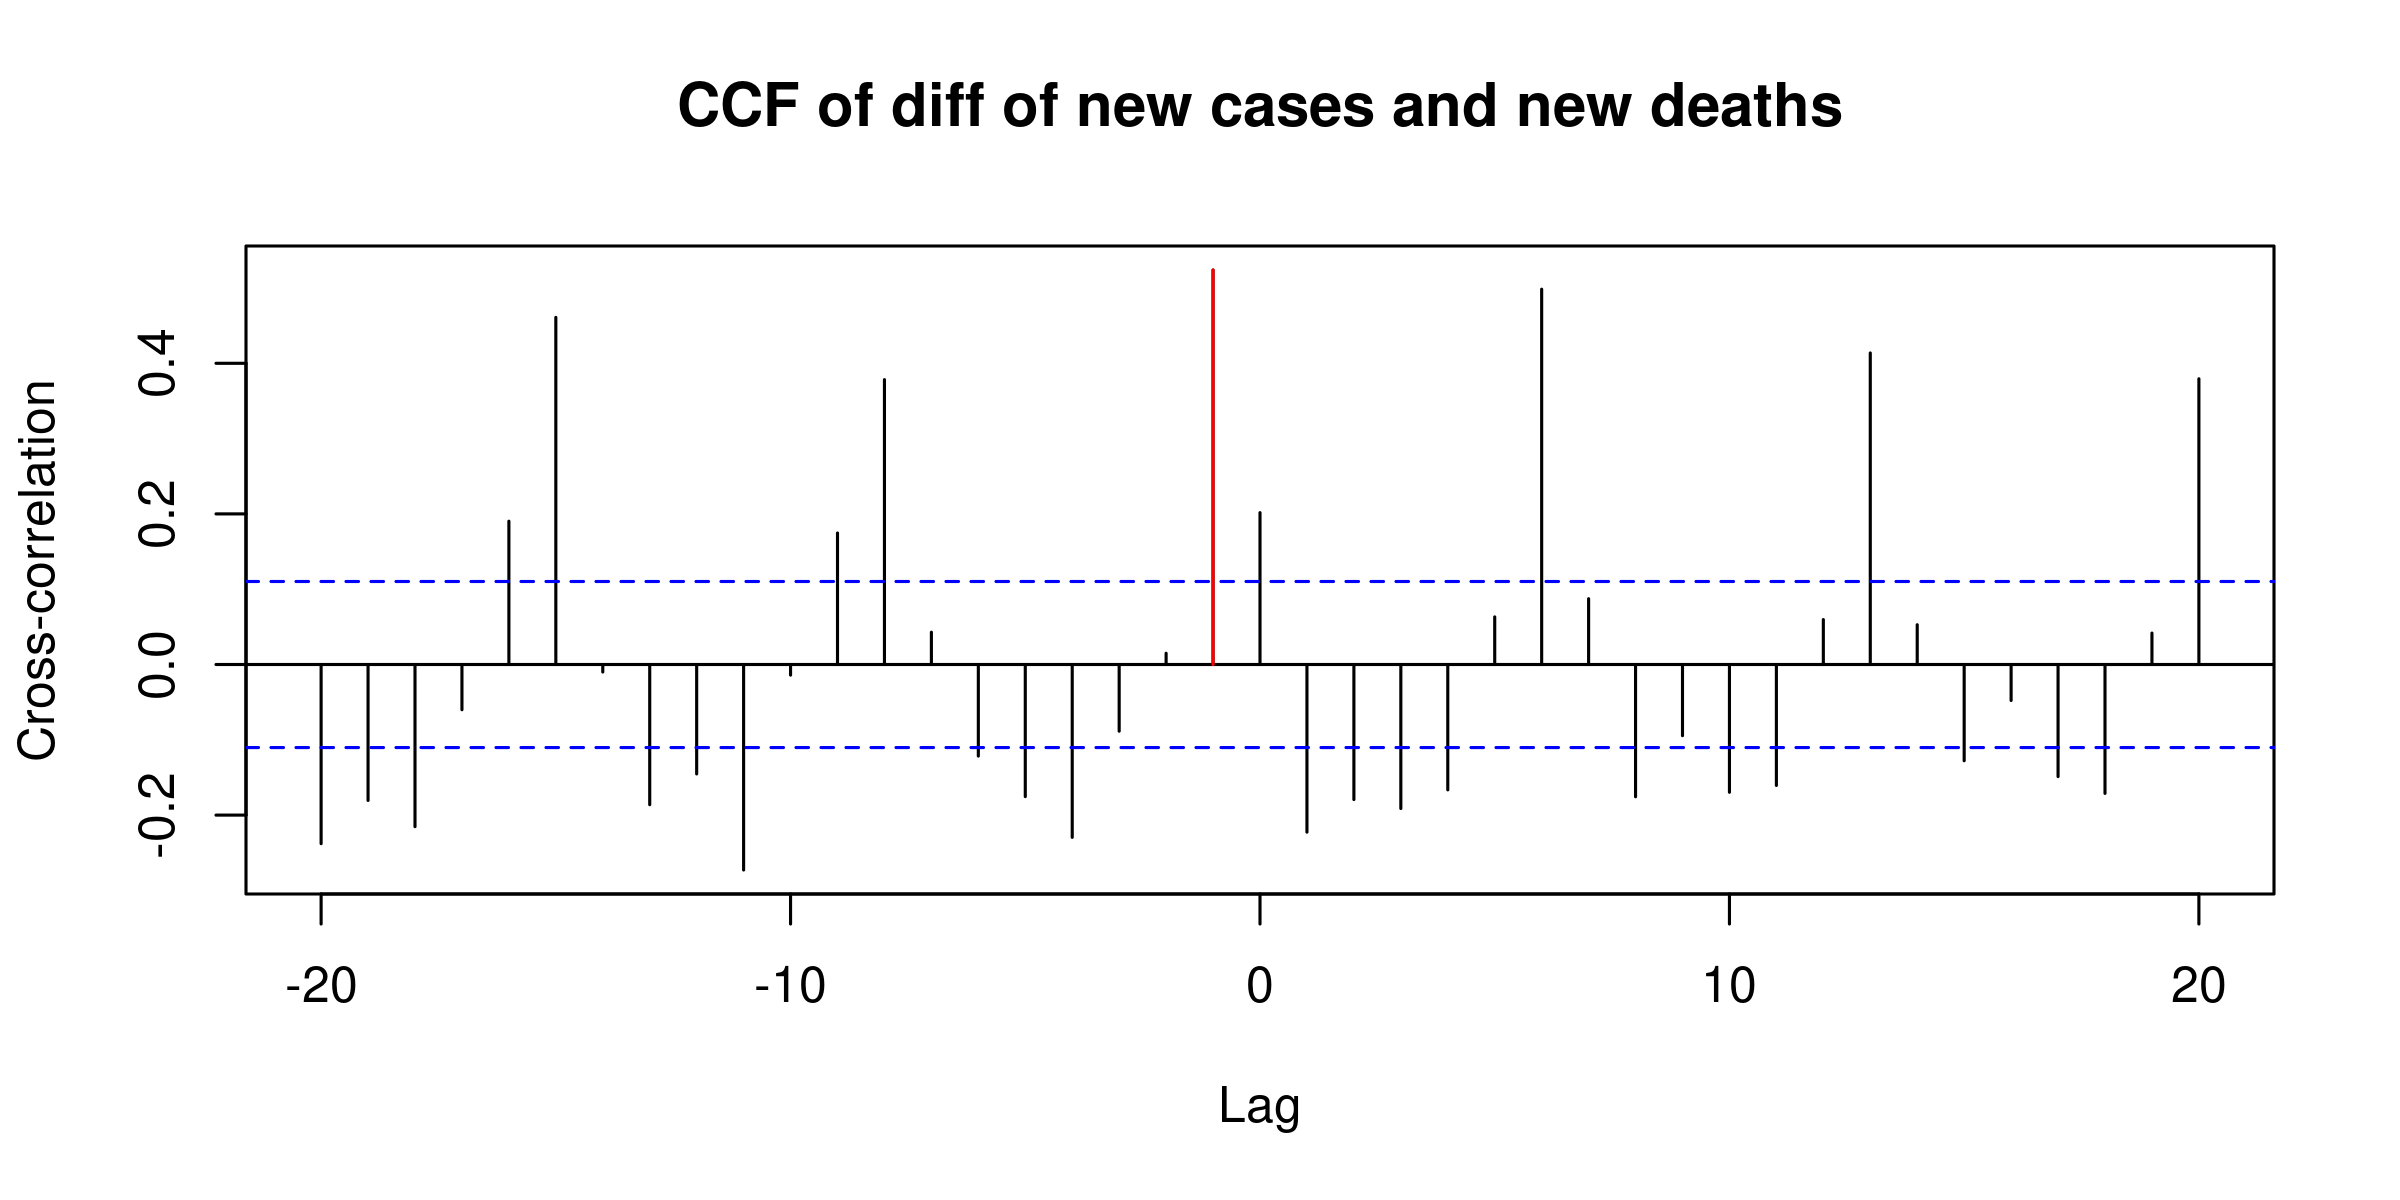 CCF of diff of new cases and new deaths
Cross-correlation
0.4
0.2
0.0
-0.2
-20 -10 0 10 20
Lag